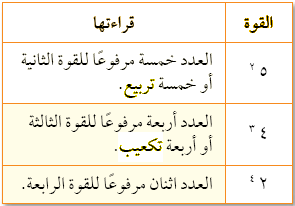 القوة قراءتها
٥ ٢ العدد خمسة مرفوعًا للقوة الثانية
أو خمسة تربيع.
٤ ٣ العدد أربعة مرفوعًا للقوة الثالثة
أو أربعة تكعيب.
٢ ٤ العدد اثنان مرفوعًا للقوة الرابعة.